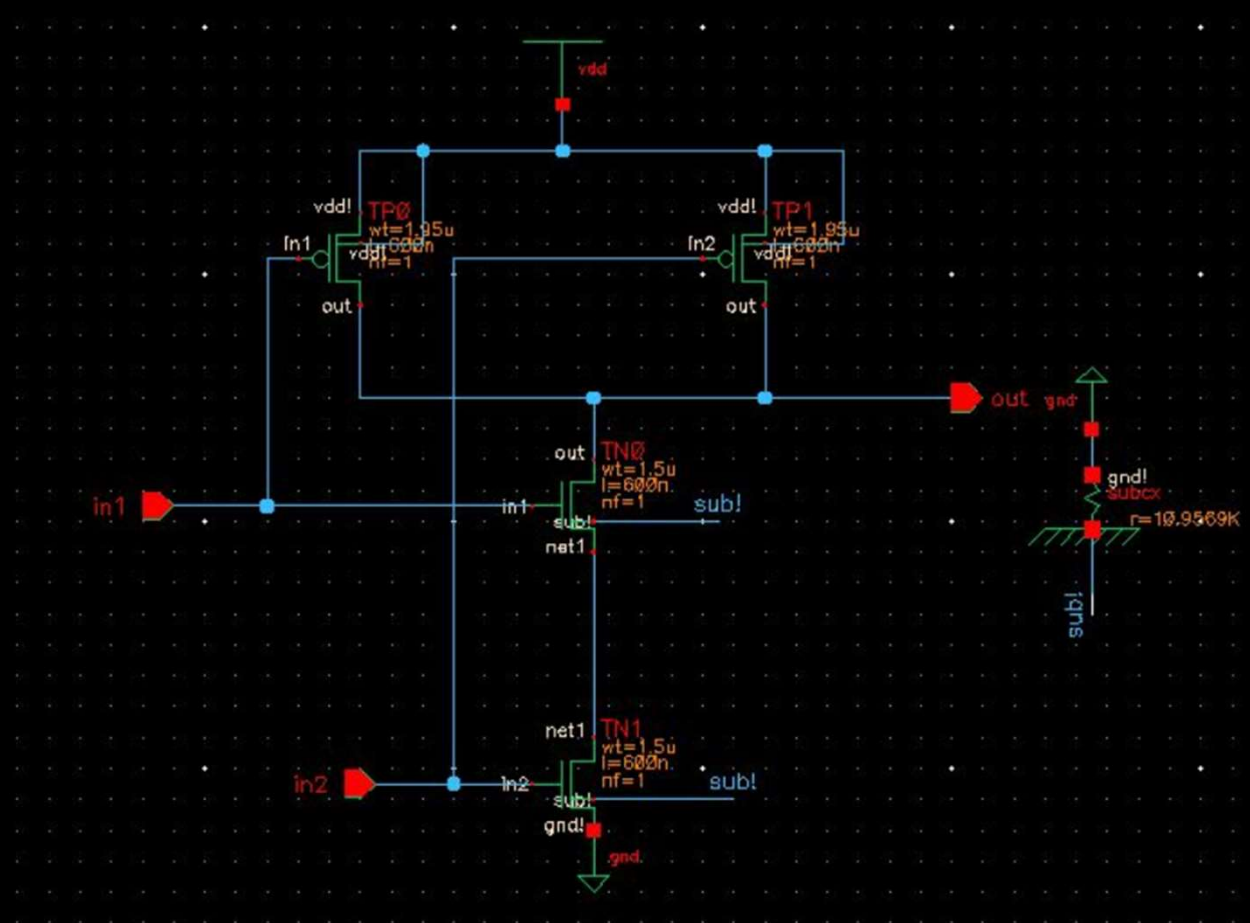 vdd
vdd!
TP0
wt=1.95u
l=600n
nf=1
in1
vdd!
out
vdd!
TP1
wt=1.95u
l=600n
nf=1
in2
vdd!
out
out
gnd
out
TN0
wt=1.5u
l=600n
nf=1
in1
in1
sub!
sub!
net1
gnd!
subcx
r=10.9569K
sub!
net1
TN1
wt=1.5u
l=600n
nf=1
in2
in2
sub!
sub!
gnd!
gnd